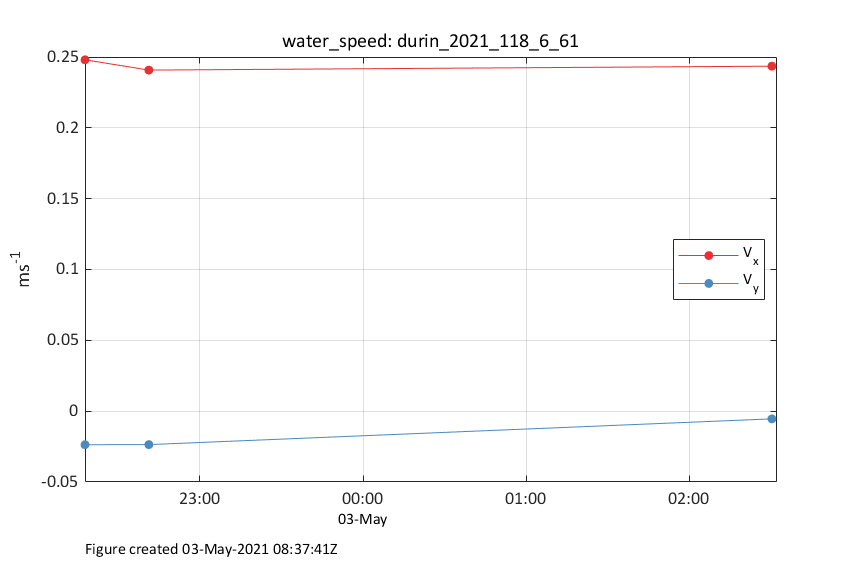 water_speed: durin_2021_118_6_61
0.25
0.2
0.15
0.1
0.05
0
-0.05
ms-1
Vx
Vy
23:00 00:00 01:00 02:00
03-May
Figure created 03-May-2021 08:37:41Z